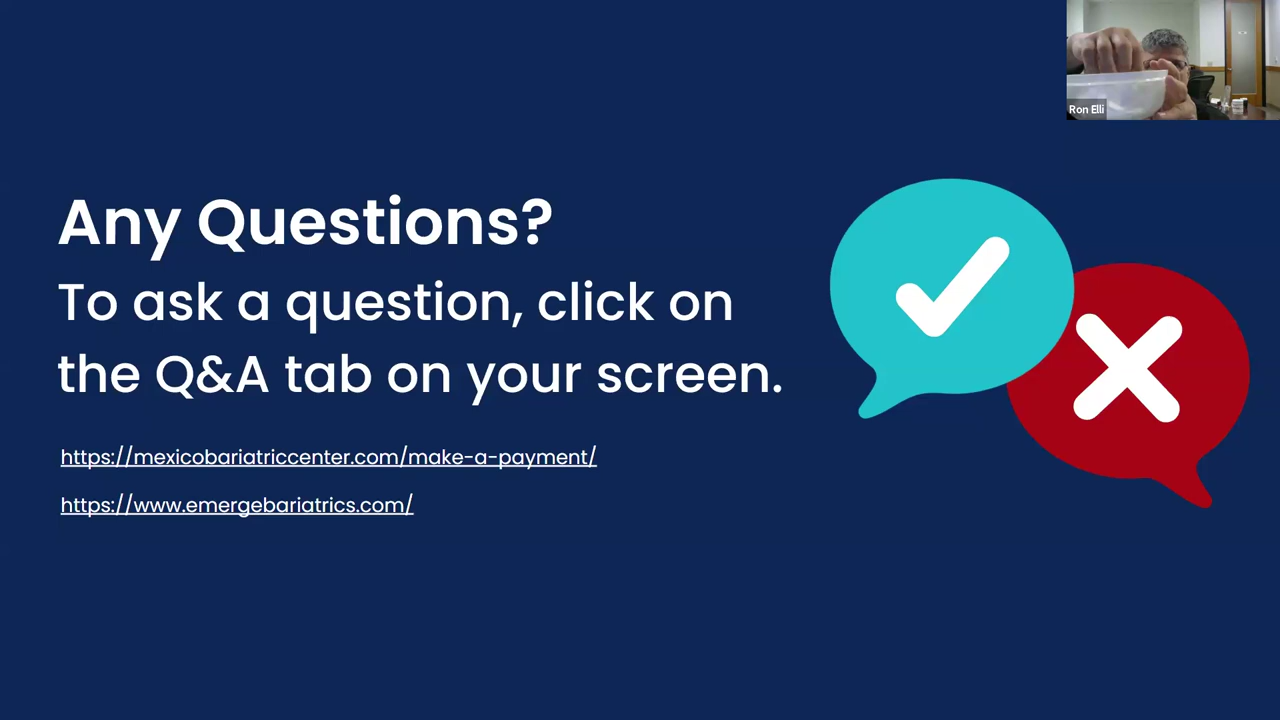 Ron Elli
Any Questions?
To ask a question, click on
the Q&A tab on your screen.
https://mexicobariatriccenter.com/make-a-payment/
https://www.emergebariatrics.com/